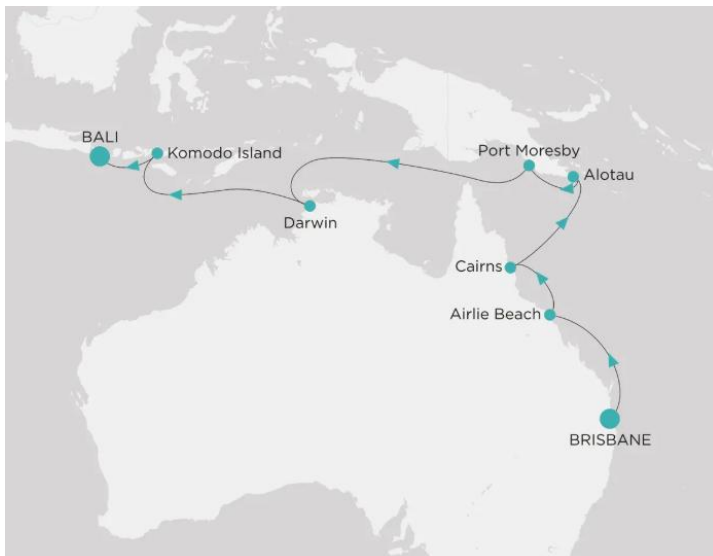 BALI
Komodo Island
Port Moresby
Alotau
Darwin
Cairns
Airlie Beach
BRISBANE